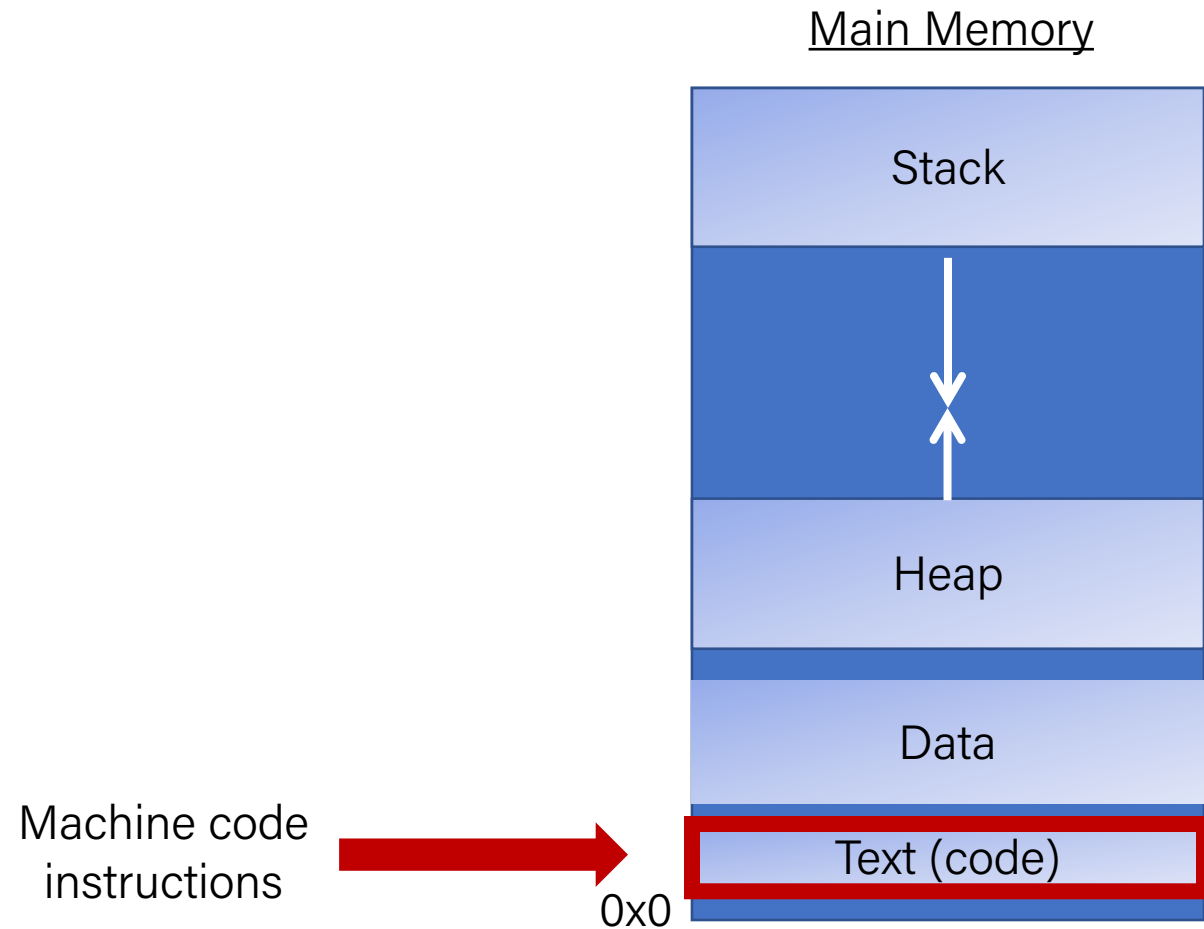 Main Memory
Stack
Heap
Data
Machine code
instructions
Text (code)
0x0